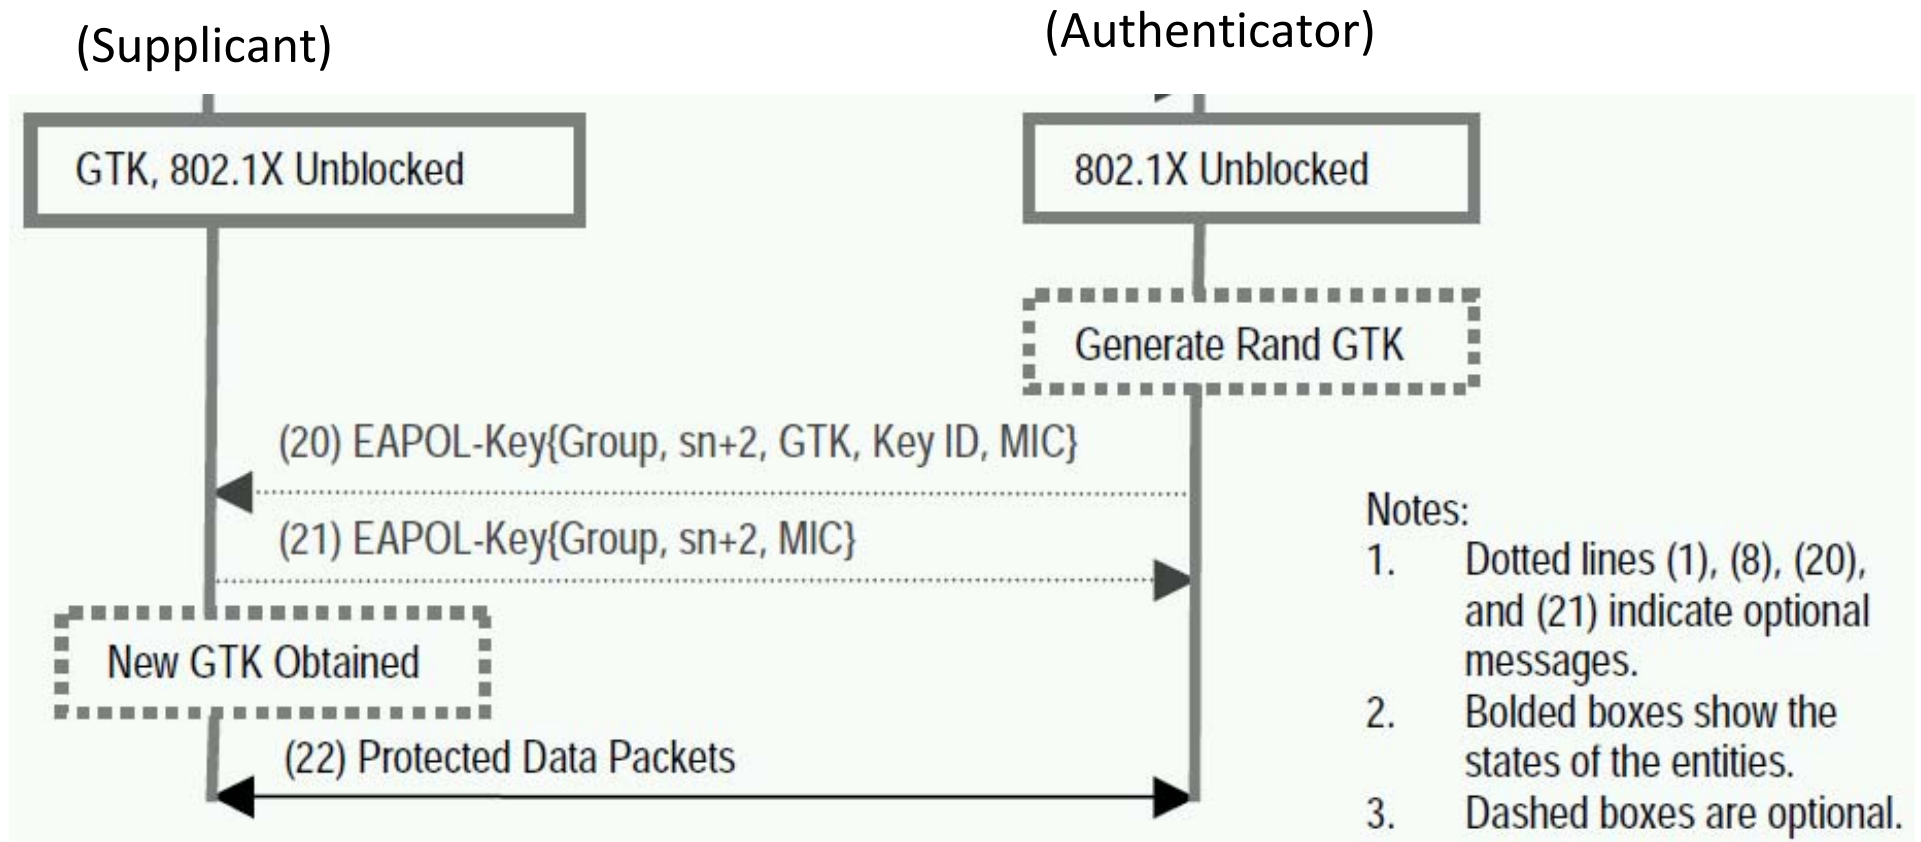 (Supplicant)
(Authenticator)
GTK, 802.1X Unblocked
802.1X Unblocked
Generate Rand GTK
(20) EAPOL-Key{Group, sn+2, GTK, Key ID, MIC}
(21) EAPOL-Key{Group, sn+2, MIC}
New GTK Obtained
(22) Protected Data Packets
Notes:
1. Dotted lines (1), (8), (20),
and (21) indicate optional
messages.
2. Bolded boxes show the
states of the entities.
3. Dashed boxes are optional.